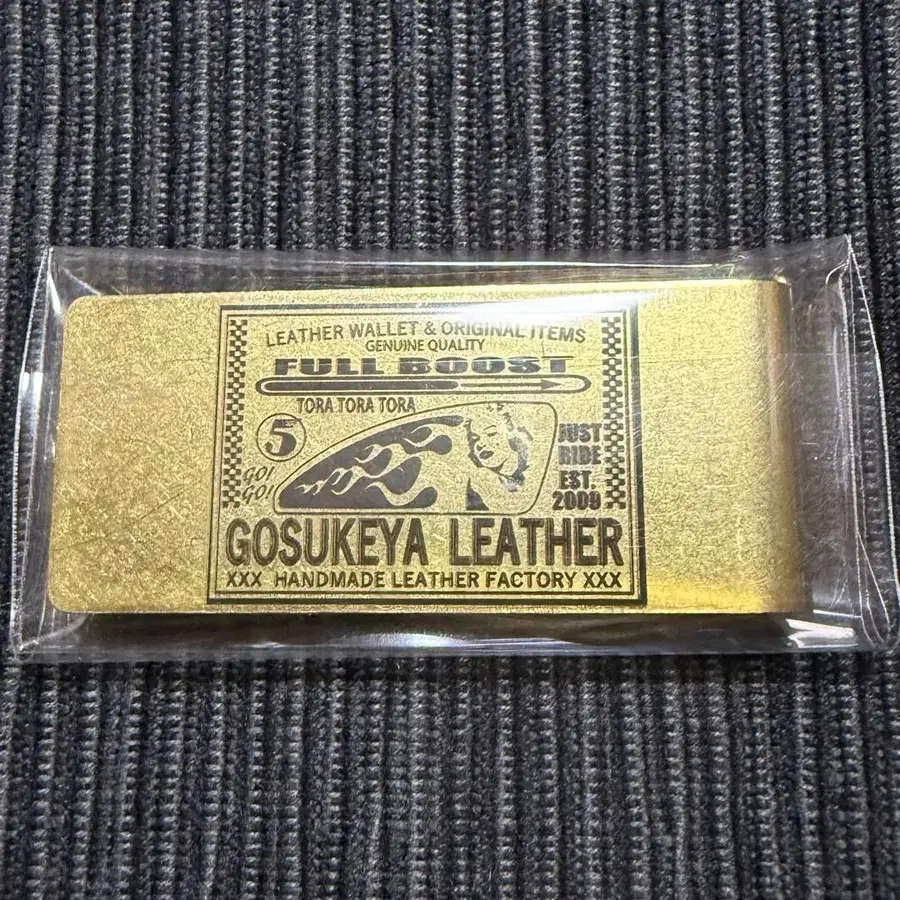 LEATHER WALLET & ORIGINAL ITEMS
GENUINE QUALITY
FULL BOOST
TORA TORA TORA
5
GO!
GO!
JUST
RIDE
EST.
2009
GOSUKEYA LEATHER
XXX HANDMADE LEATHER FACTORY XXX